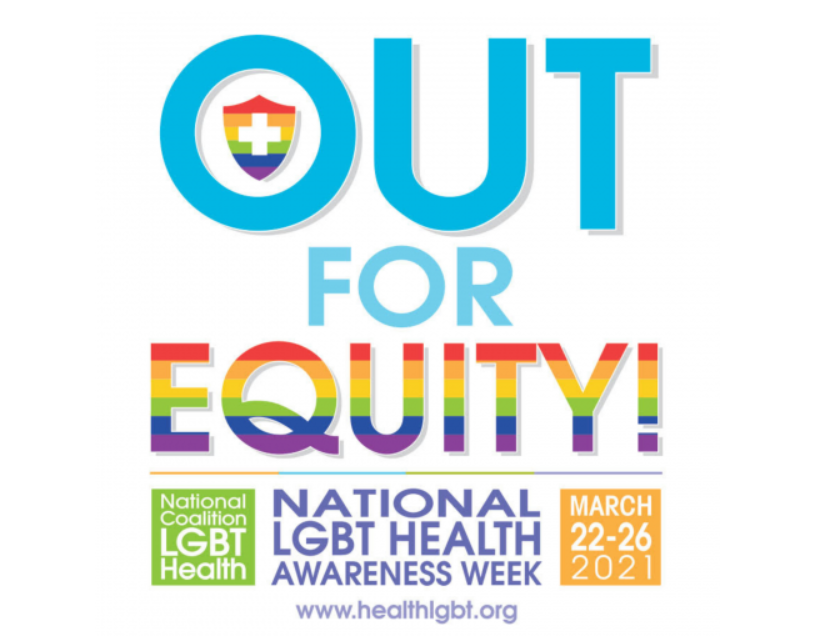 OUT
FOR
EQUITY!
National
Coalition
LGBT
Health
NATIONAL
LGBT HEALTH
AWARENESS WEEK
MARCH
22-26
2021
www.healthlgbt.org